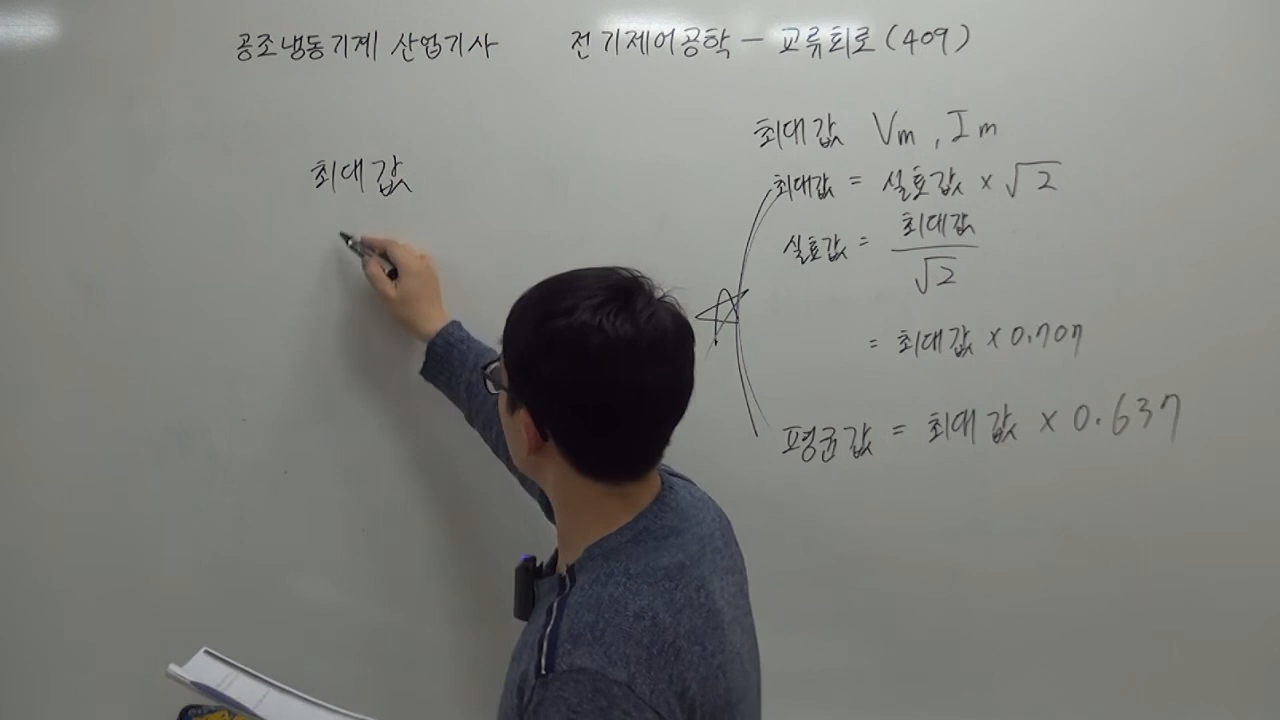 공조냉동기계 산업기사 전기제어공학 - 교류회로 (409)
최대값
최대값 Vm , Im
최대값 = 실효값 × √2
실효값 = 최대값 / √2
= 최대값 × 0.707
평균값 = 최대값 × 0.637